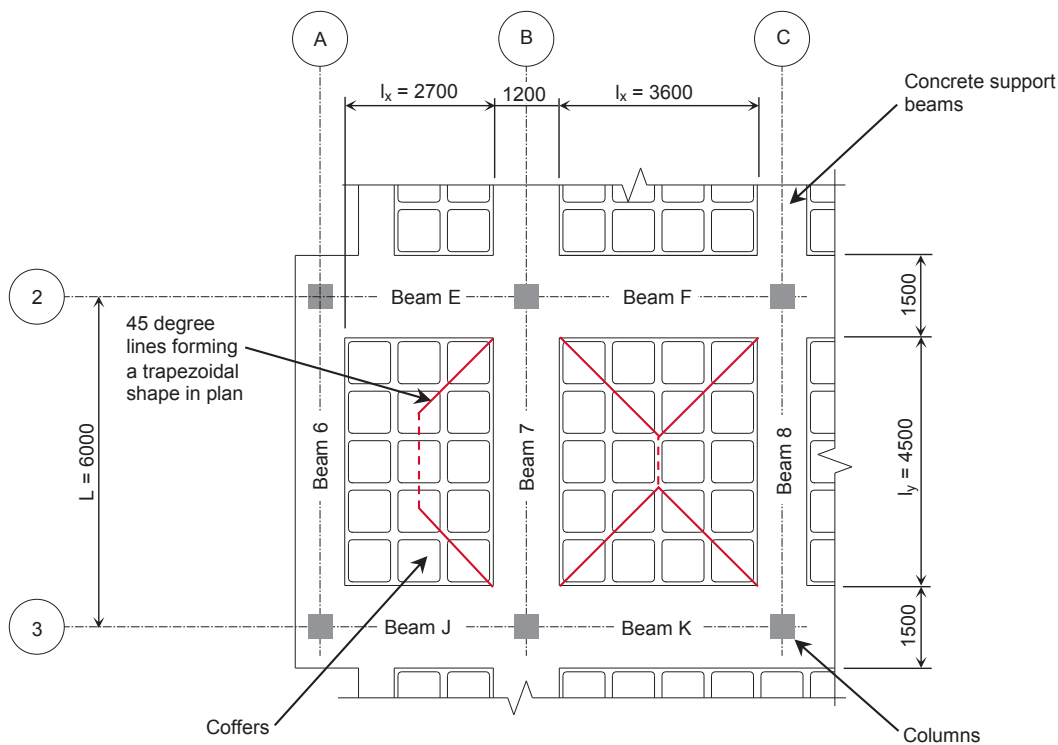 A
B
C
lx = 2700
1200
lx = 3600
Concrete support
beams
2
Beam E
Beam F
1500
45 degree
lines forming
a trapezoidal
shape in plan
L = 6000
Beam 6
Beam 7
Beam 8
ly = 4500
3
Beam J
Beam K
1500
Coffers
Columns